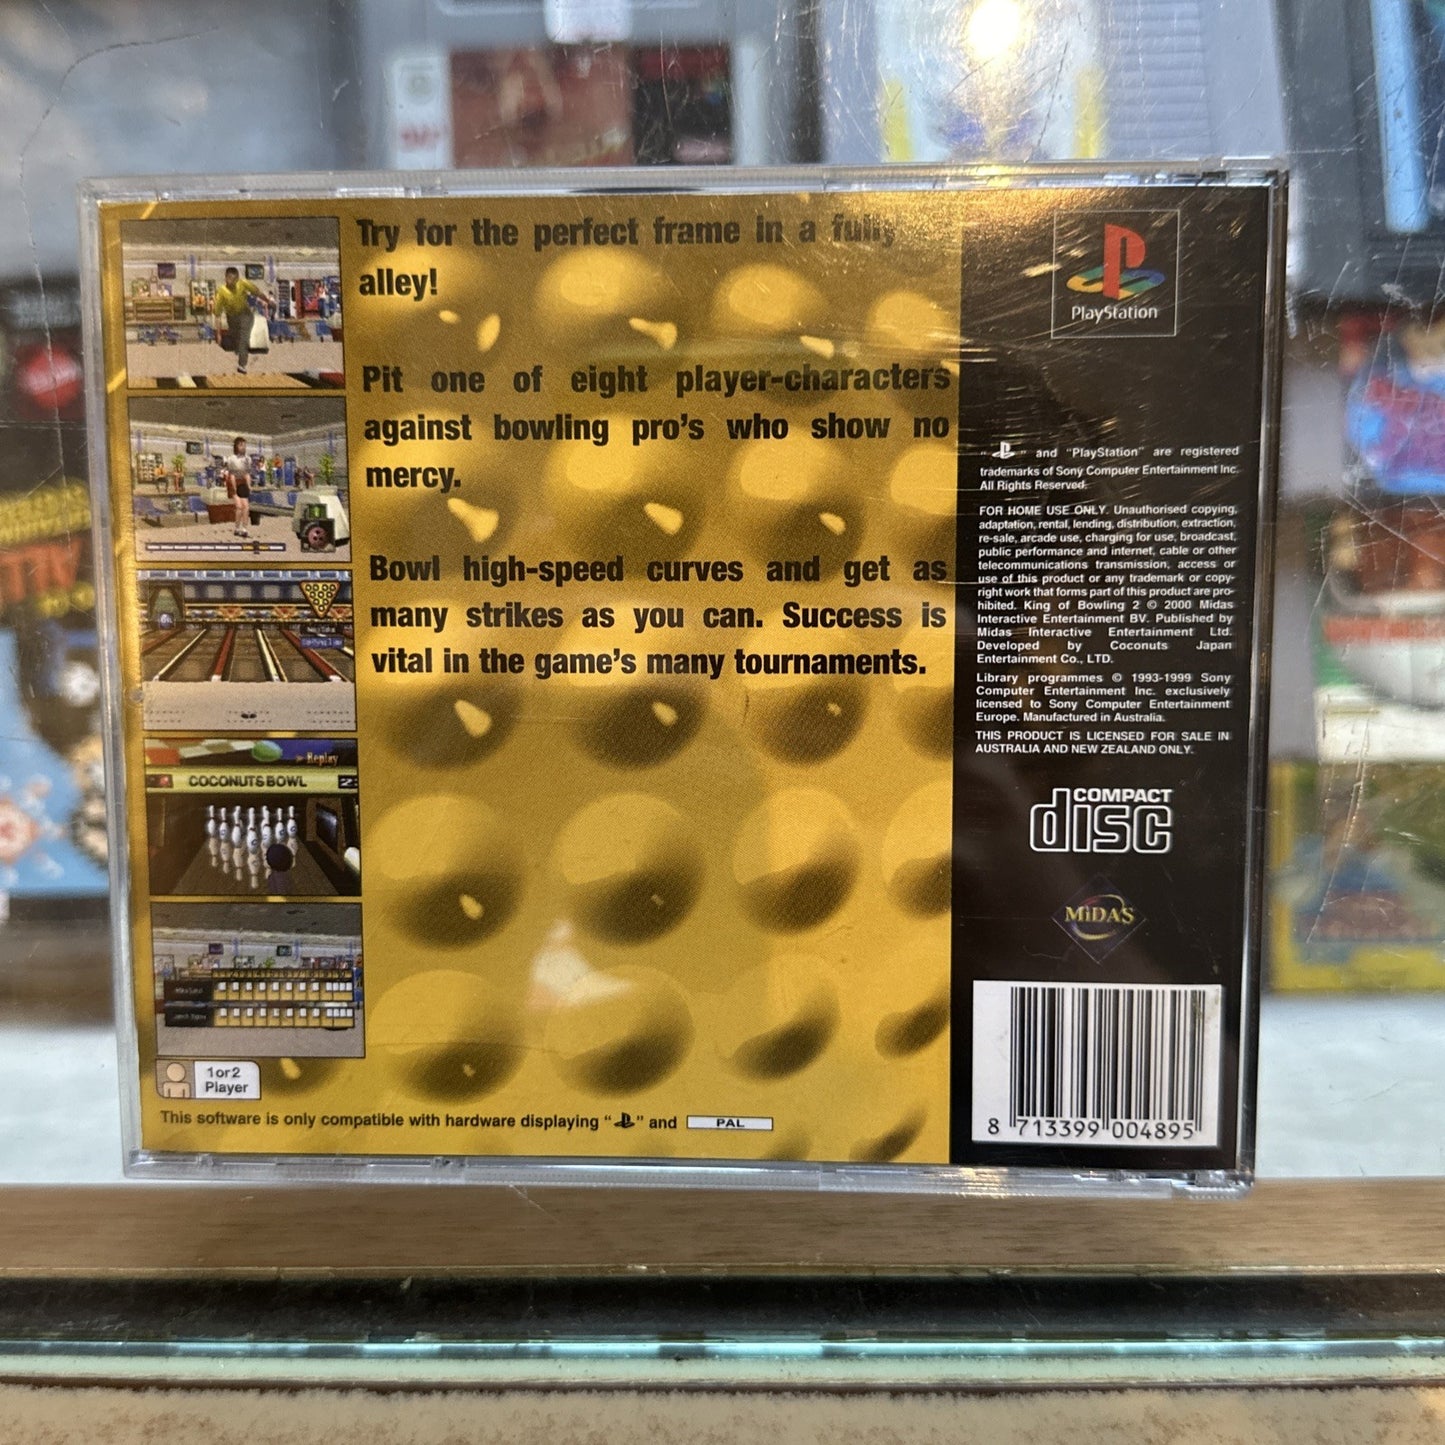 Try for the perfect frame in a fully
alley!
Pit one of eight player-characters
against bowling pro's who show no
mercy.
Bowl high-speed curves and get as
many strikes as you can. Success is
vital in the game's many tournaments.
Replay
COCONUTS BOWL
2
1 or 2
Player
This software is only compatible with hardware displaying " " and PAL
PlayStation
" " and "PlayStation" are registered
trademarks of Sony Computer Entertainment Inc.
All Rights Reserved.
FOR HOME USE ONLY. Unauthorised copying,
adaptation, rental, lending, distribution, extraction,
re-sale, arcade use, charging for use, broadcast,
public performance and internet, cable or other
telecommunications transmission, access or
use of this product or any trademark or copy-
right work that forms part of this product are pro-
hibited. King of Bowling 2 © 2000 Midas
Interactive Entertainment BV. Published by
Midas Interactive Entertainment Ltd.
Developed by Coconuts Japan
Entertainment Co., LTD.
Library programmes © 1993-1999 Sony
Computer Entertainment Inc. exclusively
licensed to Sony Computer Entertainment
Europe. Manufactured in Australia.
THIS PRODUCT IS LICENSED FOR SALE IN
AUSTRALIA AND NEW ZEALAND ONLY.
COMPACT
disc
MiDAS
8 713399 004895